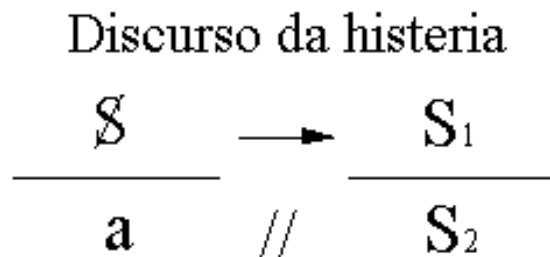 Discurso da histeria
$ → S₁
a // S₂